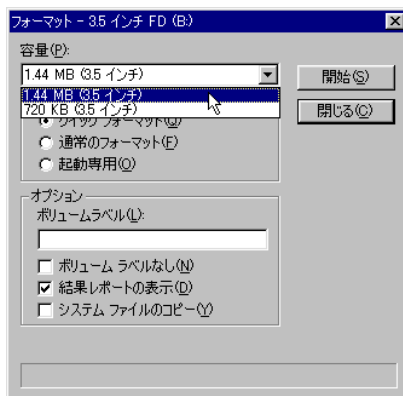 フォーマット - 3.5 インチ FD (B:)
容量(P):
1.44 MB (3.5 インチ)
開始(S)
1.44 MB (3.5 インチ)
720 KB (3.5 インチ)
閉じる(C)
クイック フォーマット(Q)
通常のフォーマット(F)
起動専用(O)
オプション
ボリュームラベル(L):
ボリューム ラベルなし(N)
結果レポートの表示(D)
システム ファイルのコピー(Y)